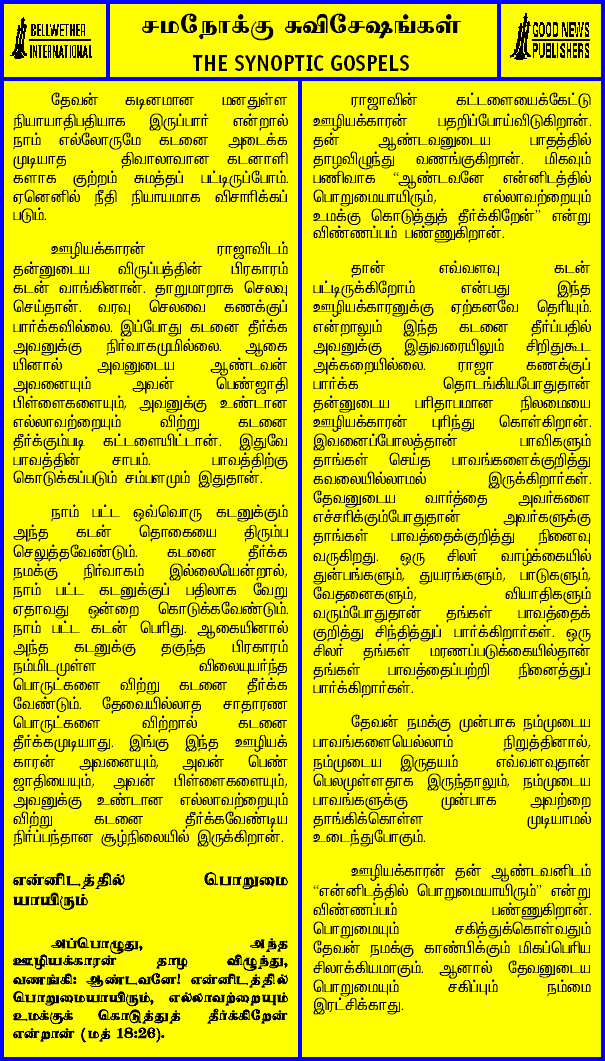 BELLWETHER
INTERNATIONAL
சமநோக்கு சுவிசேஷங்கள்
THE SYNOPTIC GOSPELS
GOOD NEWS
PUBLISHERS
தேவன் கடினமான மனதுள்ள
நியாயாதிபதியாக இருப்பார் என்றால்
நாம் எல்லோருமே கடனை அடைக்க
முடியாத திவாலாவான கடனாளி
களாக குற்றம் சுமத்தப் பட்டிருப்போம்.
ஏனெனில் நீதி நியாயமாக விசாரிக்கப்
படும்.
ஊழியக்காரன் ராஜாவிடம்
தன்னுடைய விருப்பத்தின் பிரகாரம்
கடன் வாங்கினான். தாறுமாறாக செலவு
செய்தான். வரவு செலவை கணக்குப்
பார்க்கவில்லை. இப்போது கடனை தீர்க்க
அவனுக்கு நிர்வாகமுமில்லை. ஆகை
யினால் அவனுடைய ஆண்டவன்
அவனையும் அவன் பெண்ஜாதி
பிள்ளைகளையும், அவனுக்கு உண்டான
எல்லாவற்றையும் விற்று கடனை
தீர்க்கும்படி கட்டளையிட்டான். இதுவே
பாவத்தின் சாபம். பாவத்திற்கு
கொடுக்கப்படும் சம்பளமும் இதுதான்.
நாம் பட்ட ஒவ்வொரு கடனுக்கும்
அந்த கடன் தொகையை திரும்ப
செலுத்தவேண்டும். கடனை தீர்க்க
நமக்கு நிர்வாகம் இல்லையென்றால்,
நாம் பட்ட கடனுக்குப் பதிலாக வேறு
ஏதாவது ஒன்றை கொடுக்கவேண்டும்.
நாம் பட்ட கடன் பெரிது. ஆகையினால்
அந்த கடனுக்கு தகுந்த பிரகாரம்
நம்மிடமுள்ள விலையுயர்ந்த
பொருட்களை விற்று கடனை தீர்க்க
வேண்டும். தேவையில்லாத சாதாரண
பொருட்களை விற்றால் கடனை
தீர்க்கமுடியாது. இங்கு இந்த ஊழியக்
காரன் அவனையும், அவன் பெண்
ஜாதியையும், அவன் பிள்ளைகளையும்,
அவனுக்கு உண்டான எல்லாவற்றையும்
விற்று கடனை தீர்க்கவேண்டிய
நிர்ப்பந்தான சூழ்நிலையில் இருக்கிறான்.
என்னிடத்தில் பொறுமை
யாயிரும்
அப்பொழுது, அந்த
ஊழியக்காரன் தாழ விழுந்து,
வணங்கி: ஆண்டவனே! என்னிடத்தில்
பொறுமையாயிரும், எல்லாவற்றையும்
உமக்குக் கொடுத்துத் தீர்க்கிறேன்
என்றான் (மத் 18:26).
ராஜாவின் கட்டளையைக்கேட்டு
ஊழியக்காரன் பதறிப்போய்விடுகிறான்.
தன் ஆண்டவனுடைய பாதத்தில்
தாழவிழுந்து வணங்குகிறான். மிகவும்
பணிவாக “ஆண்டவனே என்னிடத்தில்
பொறுமையாயிரும், எல்லாவற்றையும்
உமக்கு கொடுத்துத் தீர்க்கிறேன்” என்று
விண்ணப்பம் பண்ணுகிறான்.
தான் எவ்வளவு கடன்
பட்டிருக்கிறோம் என்பது இந்த
ஊழியக்காரனுக்கு ஏற்கனவே தெரியும்.
என்றாலும் இந்த கடனை தீர்ப்பதில்
அவனுக்கு இதுவரையிலும் சிறிதுகூட
அக்கறையில்லை. ராஜா கணக்குப்
பார்க்க தொடங்கியபோதுதான்
தன்னுடைய பரிதாபமான நிலமையை
ஊழியக்காரன் புரிந்து கொள்கிறான்.
இவனைப்போலத்தான் பாவிகளும்
தாங்கள் செய்த பாவங்களைக்குறித்து
கவலையில்லாமல் இருக்கிறார்கள்.
தேவனுடைய வார்த்தை அவர்களை
எச்சரிக்கும்போதுதான் அவர்களுக்கு
தாங்கள் பாவத்தைக்குறித்து நினைவு
வருகிறது. ஒரு சிலர் வாழ்க்கையில்
துன்பங்களும், துயரங்களும், பாடுகளும்,
வேதனைகளும், வியாதிகளும்
வரும்போதுதான் தங்கள் பாவத்தைக்
குறித்து சிந்தித்துப் பார்க்கிறார்கள். ஒரு
சிலர் தங்கள் மரணப்படுக்கையில்தான்
தங்கள் பாவத்தைப்பற்றி நினைத்துப்
பார்க்கிறார்கள்.
தேவன் நமக்கு முன்பாக நம்முடைய
பாவங்களையெல்லாம் நிறுத்தினால்,
நம்முடைய இருதயம் எவ்வளவுதான்
பெலமுள்ளதாக இருந்தாலும், நம்முடைய
பாவங்களுக்கு முன்பாக அவற்றை
தாங்கிக்கொள்ள முடியாமல்
உடைந்துபோகும்.
ஊழியக்காரன் தன் ஆண்டவனிடம்
“என்னிடத்தில் பொறுமையாயிரும்” என்று
விண்ணப்பம் பண்ணுகிறான்.
பொறுமையும் சகித்துக்கொள்வதும்
தேவன் நமக்கு காண்பிக்கும் மிகப்பெரிய
சிலாக்கியமாகும். ஆனால் தேவனுடைய
பொறுமையும் சகிப்பும் நம்மை
இரட்சிக்காது.